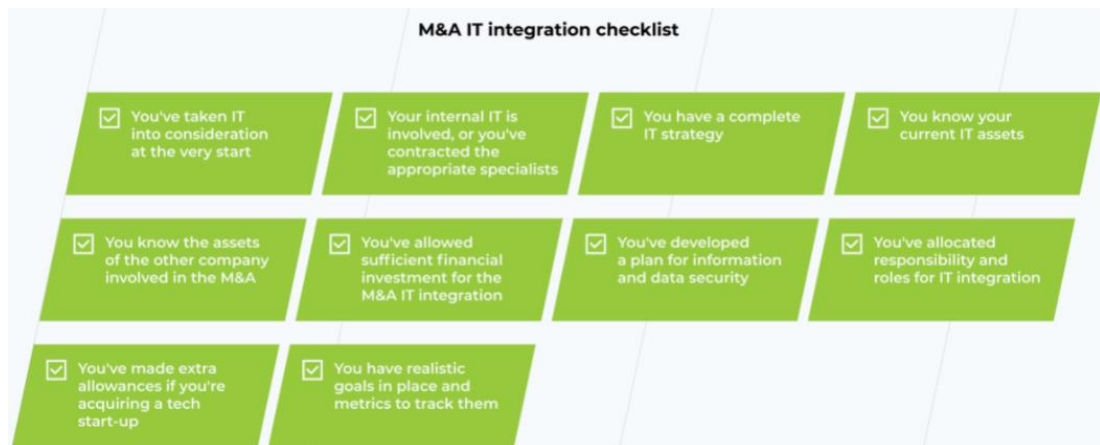 M&A IT integration checklist
You've taken IT
into consideration
at the very start
Your internal IT is
involved, or you've
contracted the
appropriate specialists
You have a complete
IT strategy
You know your
current IT assets
You know the assets
of the other company
involved in the M&A
You've allowed
sufficient financial
investment for the
M&A IT integration
You've developed
a plan for information
and data security
You've allocated
responsibility and
roles for IT integration
You've made extra
allowances if you're
acquiring a tech
start-up
You have realistic
goals in place and
metrics to track them